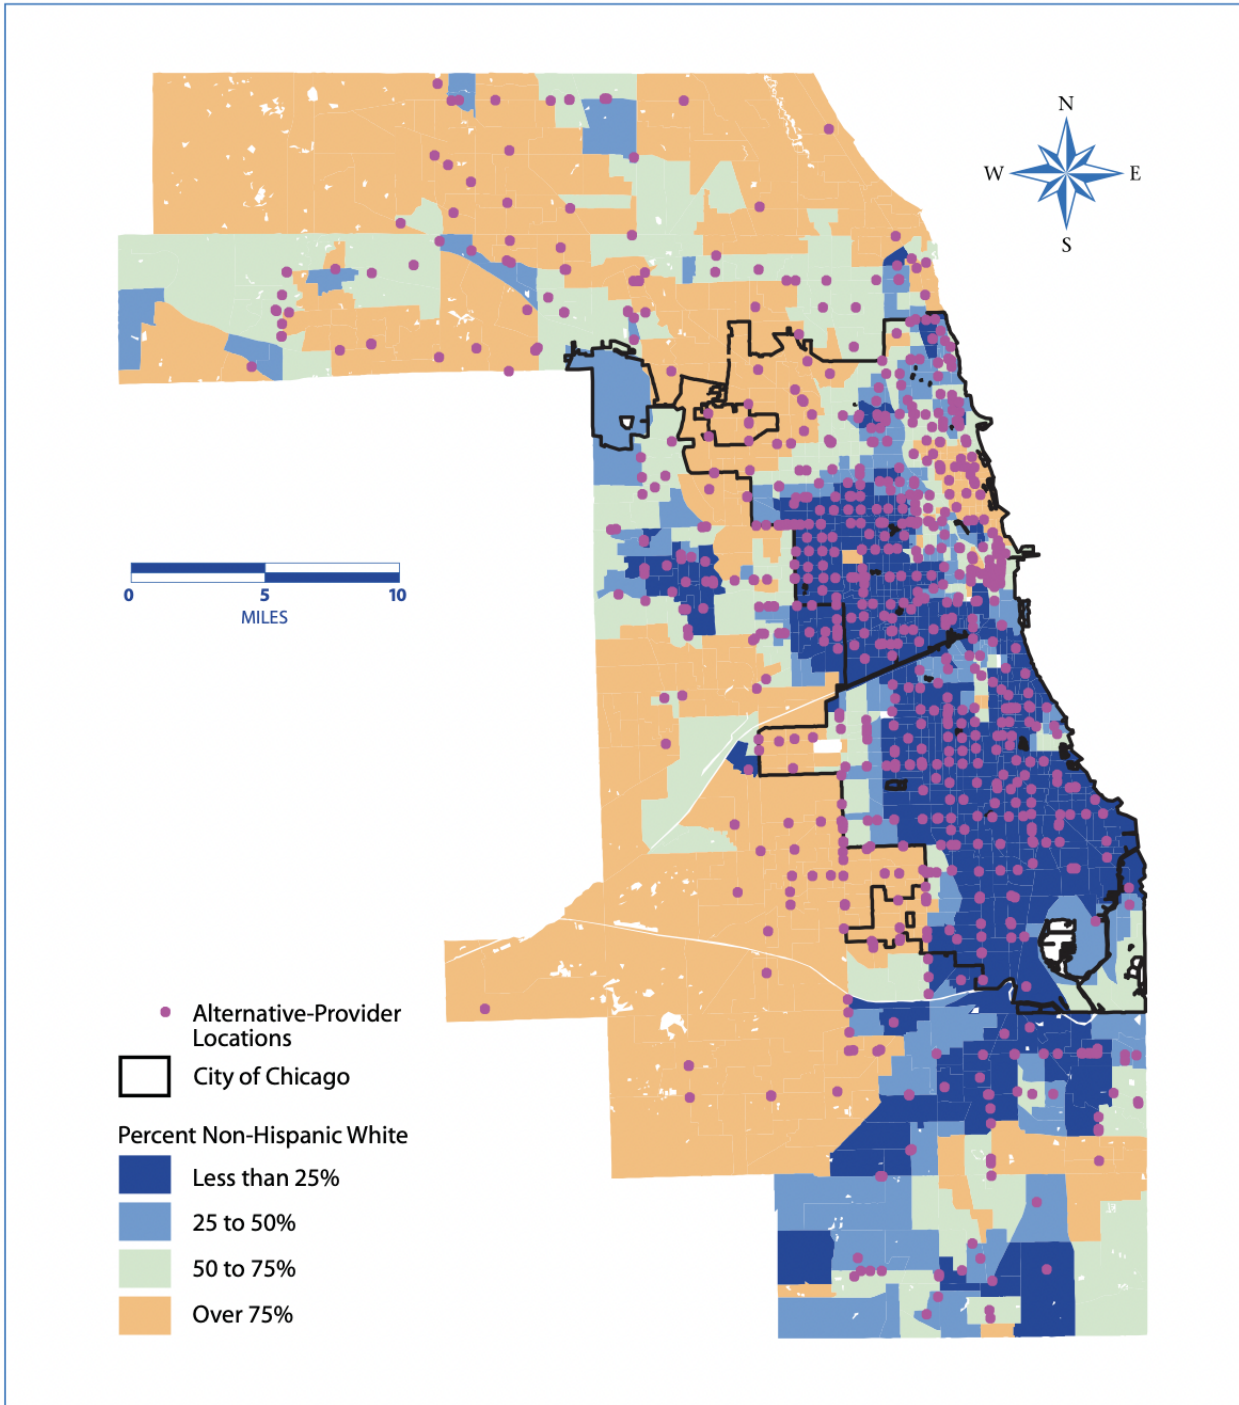 N
W E
S
0 5 10
MILES
Alternative-Provider
Locations
City of Chicago
Percent Non-Hispanic White
Less than 25%
25 to 50%
50 to 75%
Over 75%